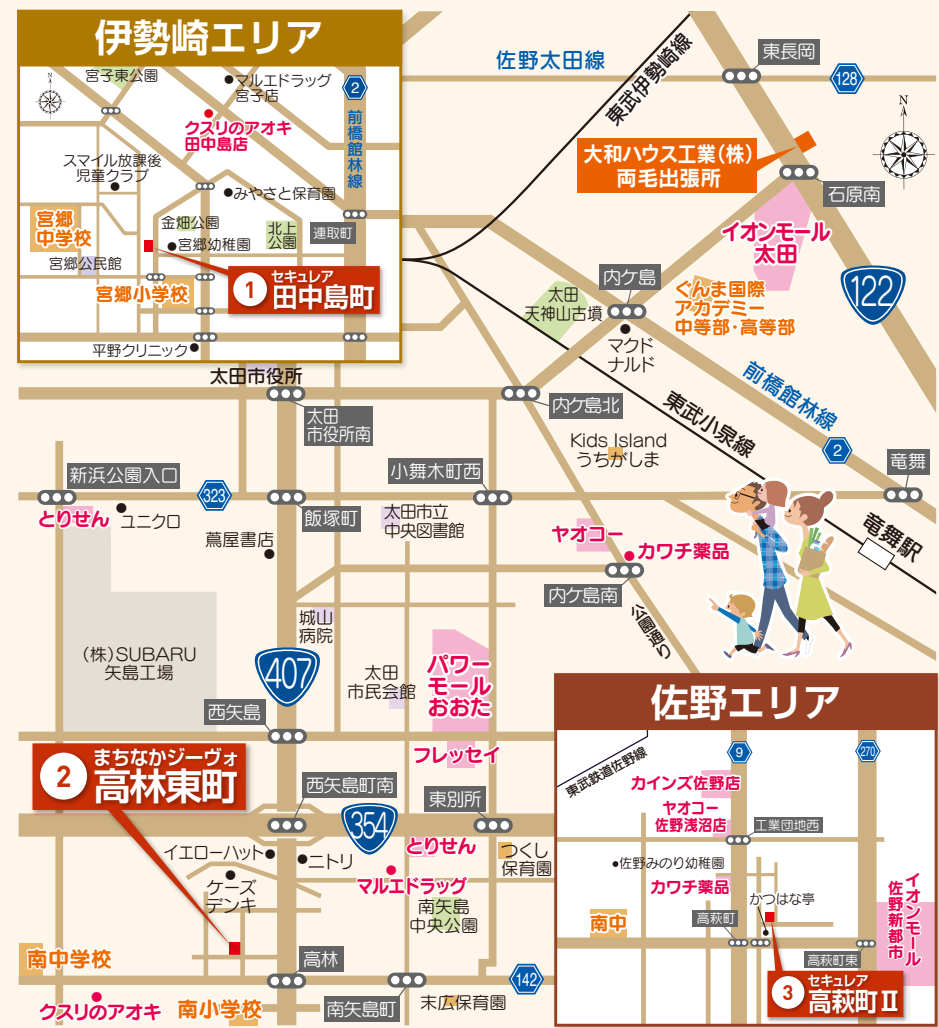 伊勢崎エリア
宮子東公園
マルエドラッグ
宮子店
2
前橋館林線
クスリのアオキ
田中島店
N
スマイル放課後
児童クラブ
みやさと保育園
宮郷
中学校
金畑公園
北上
公園
連取町
宮郷幼稚園
宮郷公民館
宮郷小学校
1
セキュレア
田中島町
平野クリニック
佐野太田線
東武伊勢崎線
東長岡
128
N
大和ハウス工業(株)
両毛出張所
石原南
イオンモール
太田
122
内ケ島
太田
天神山古墳
ぐんま国際
アカデミー
中等部・高等部
マクド
ナルド
前橋館林線
2
東武小泉線
太田市役所
太田
市役所南
内ケ島北
Kids Island
うちがしま
竜舞
竜舞駅
新浜公園入口
323
小舞木町西
とりせん
ユニクロ
飯塚町
太田市立
中央図書館
蔦屋書店
ヤオコー
カワチ薬品
内ケ島南
公園通り
城山
病院
(株)SUBARU
矢島工場
407
太田
市民会館
パワー
モール
おおた
西矢島
フレッセイ
2
まちなかジーヴォ
高林東町
西矢島町南
354
東別所
イエローハット
ニトリ
とりせん
つくし
保育園
ケーズ
デンキ
マルエドラッグ
南矢島
中央公園
南中学校
高林
142
クスリのアオキ
南小学校
南矢島町
末広保育園
佐野エリア
東武鉄道佐野線
9
270
カインズ佐野店
ヤオコー
佐野浅沼店
工業団地西
佐野みのり幼稚園
カワチ薬品
かつはな亭
イオンモール
佐野新都市
南中
高萩町
高萩町東
3
セキュレア
高萩町Ⅱ